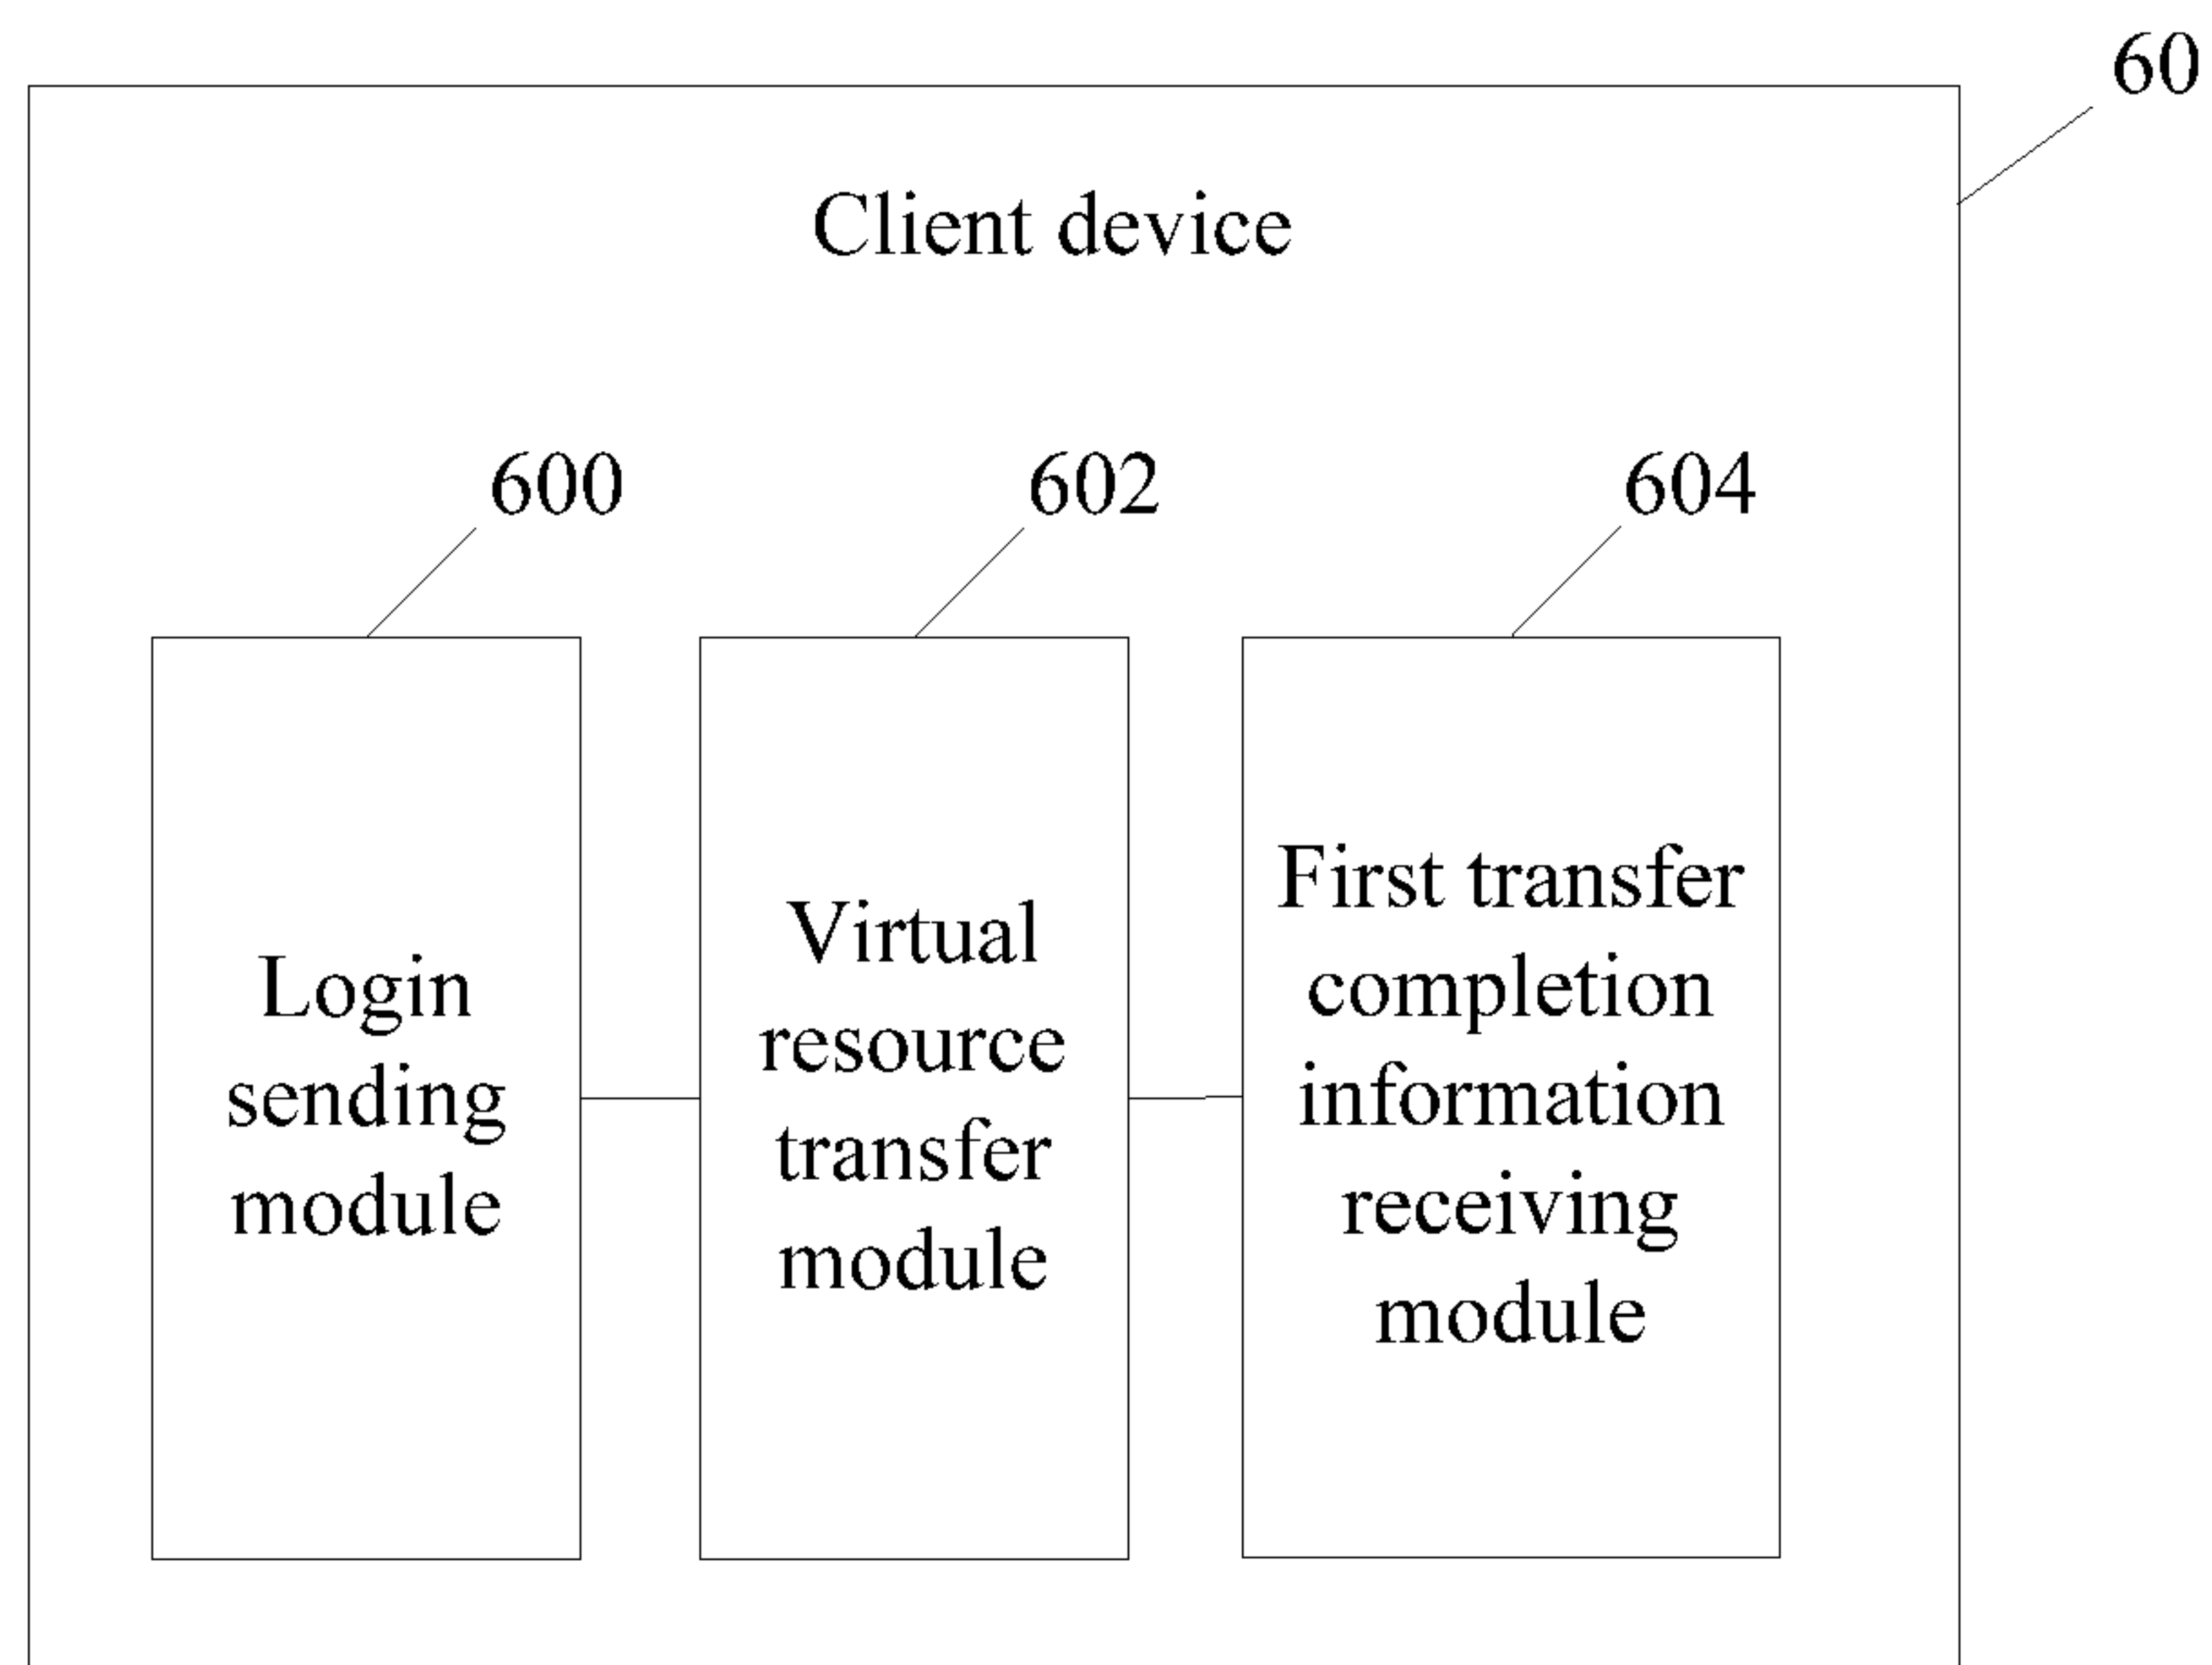 60
Client device
600
602
604
Login
sending
module
Virtual
resource
transfer
module
First transfer
completion
information
receiving
module